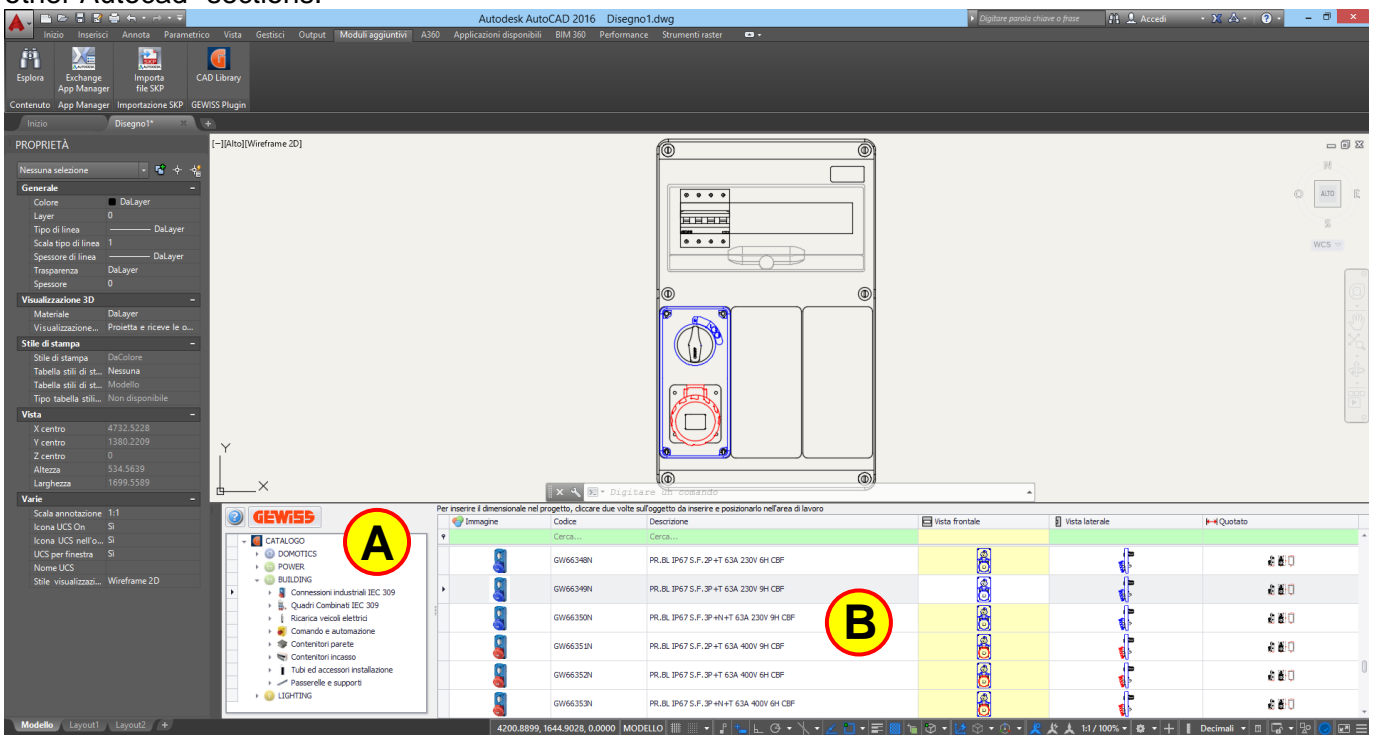 other Autocad sections.
Autodesk AutoCAD 2016 Disegno1.dwg
Digitare parola chiave o frase
Accedi
Inizio Inserisci Annota Parametrico Vista Gestisci Output Moduli aggiuntivi A360 Applicazioni disponibili BIM 360 Performance Strumenti raster
Esplora
Exchange App Manager
Importa file SKP
CAD Library
Contenuto App Manager Importazione SKP GEWISS Plugin
Inizio Disegno1*
PROPRIETÀ
[−][Alto][Wireframe 2D]
Nessuna selezione
Generale
Colore DaLayer
Layer 0
Tipo di linea DaLayer
Scala tipo di linea 1
Spessore di linea DaLayer
Trasparenza DaLayer
Spessore 0
Visualizzazione 3D
Materiale DaLayer
Visualizzazione... Proietta e riceve le o...
Stile di stampa
Stile di stampa DaColore
Tabella stili di st... Nessuna
Tabella stili di st... Modello
Tipo tabella stili... Non disponibile
Vista
X centro 4732.5228
Y centro 1380.2209
Z centro 0
Altezza 534.5639
Larghezza 1699.5589
Varie
Scala annotazione 1:1
Icona UCS On Sì
Icona UCS nell'o... Sì
UCS per finestra Sì
Nome UCS
Stile visualizzazi... Wireframe 2D
N
O ALTO E
S
WCS
Y
X
Digitare un comando
GEWISS
A
CATALOGO
DOMOTICS
POWER
BUILDING
Connessioni industriali IEC 309
Quadri Combinati IEC 309
Ricarica veicoli elettrici
Comando e automazione
Contenitori parete
Contenitori incasso
Tubi ed accessori installazione
Passerelle e supporti
LIGHTING
Per inserire il dimensionale nel progetto, cliccare due volte sull'oggetto da inserire e posizionarlo nell'area di lavoro
Immagine Codice Descrizione Vista frontale Vista laterale Quotato
Cerca... Cerca...
GW66348N PR.BL IP67 S.F. 2P+T 63A 230V 6H CBF
GW66349N PR.BL IP67 S.F. 3P+T 63A 230V 9H CBF
GW66350N PR.BL IP67 S.F. 3P+N+T 63A 230V 9H CBF
GW66351N PR.BL IP67 S.F. 2P+T 63A 400V 9H CBF
GW66352N PR.BL IP67 S.F. 3P+T 63A 400V 6H CBF
GW66353N PR.BL IP67 S.F. 3P+N+T 63A 400V 6H CBF
B
Modello Layout1 Layout2 +
4200.8899, 1644.9028, 0.0000 MODELLO
1:1 / 100%
Decimali